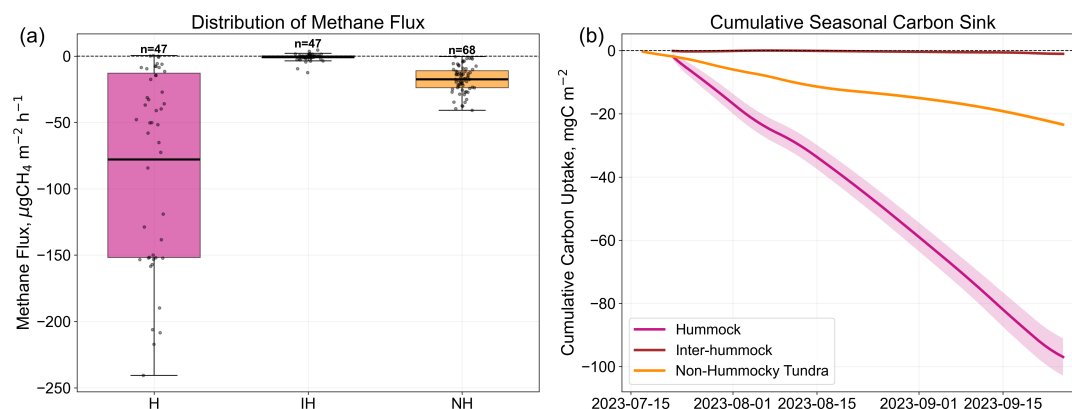 (a)
Distribution of Methane Flux
n=47
n=47
n=68
Methane Flux, μgCH₄ m⁻² h⁻¹
0
−50
−100
−150
−200
−250
H
IH
NH
(b)
Cumulative Seasonal Carbon Sink
Cumulative Carbon Uptake, mgC m⁻²
0
−20
−40
−60
−80
−100
Hummock
Inter-hummock
Non-Hummocky Tundra
2023-07-15
2023-08-01
2023-08-15
2023-09-01
2023-09-15